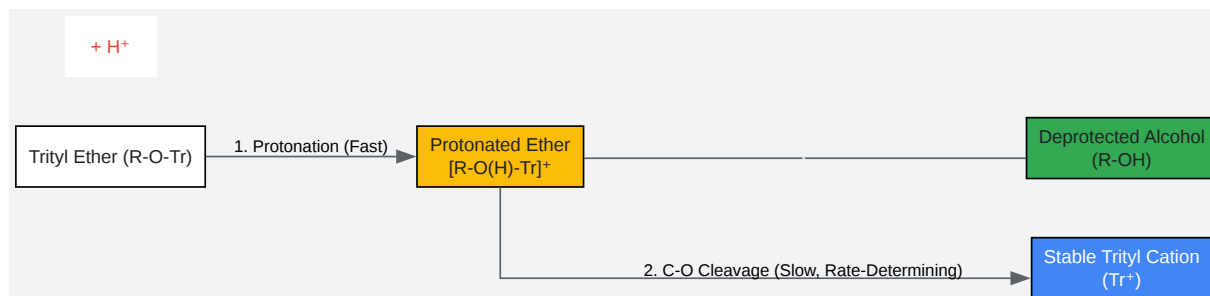 + H⁺
Trityl Ether (R-O-Tr)
1. Protonation (Fast)
Protonated Ether
[R-O(H)-Tr]⁺
Deprotected Alcohol
(R-OH)
2. C-O Cleavage (Slow, Rate-Determining)
Stable Trityl Cation
(Tr⁺)